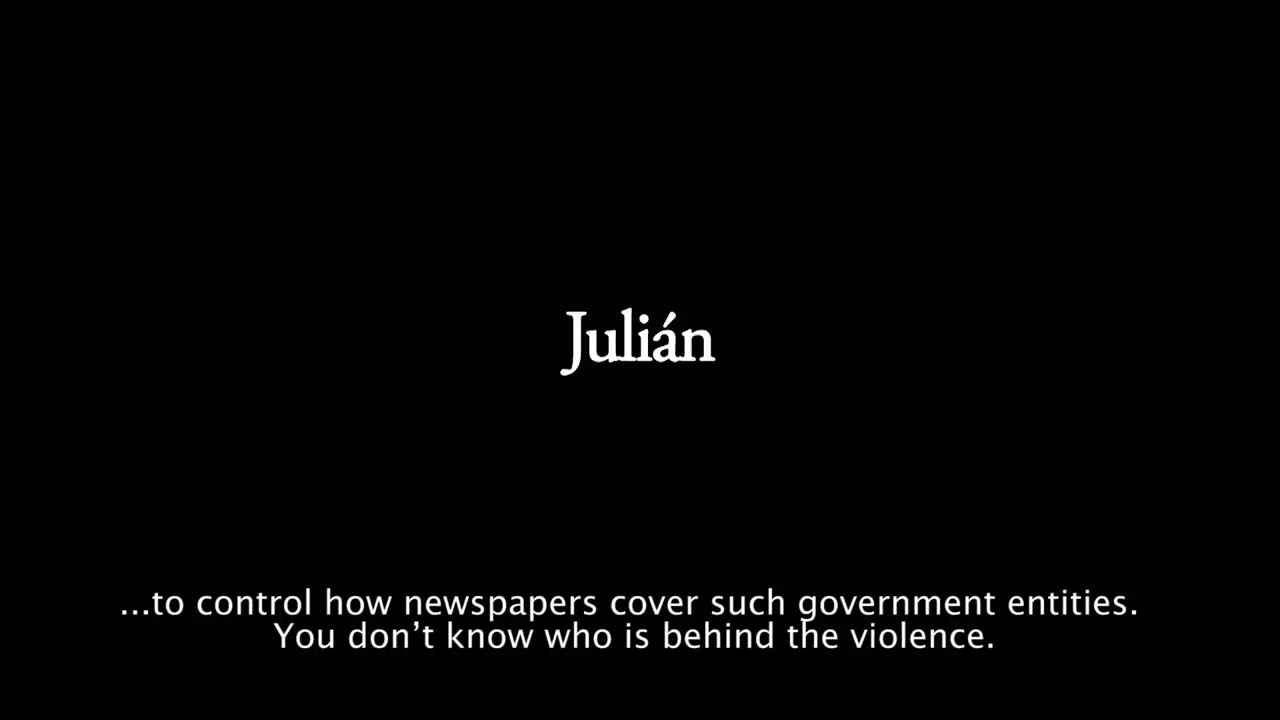 Julián
...to control how newspapers cover such government entities.
You don’t know who is behind the violence.